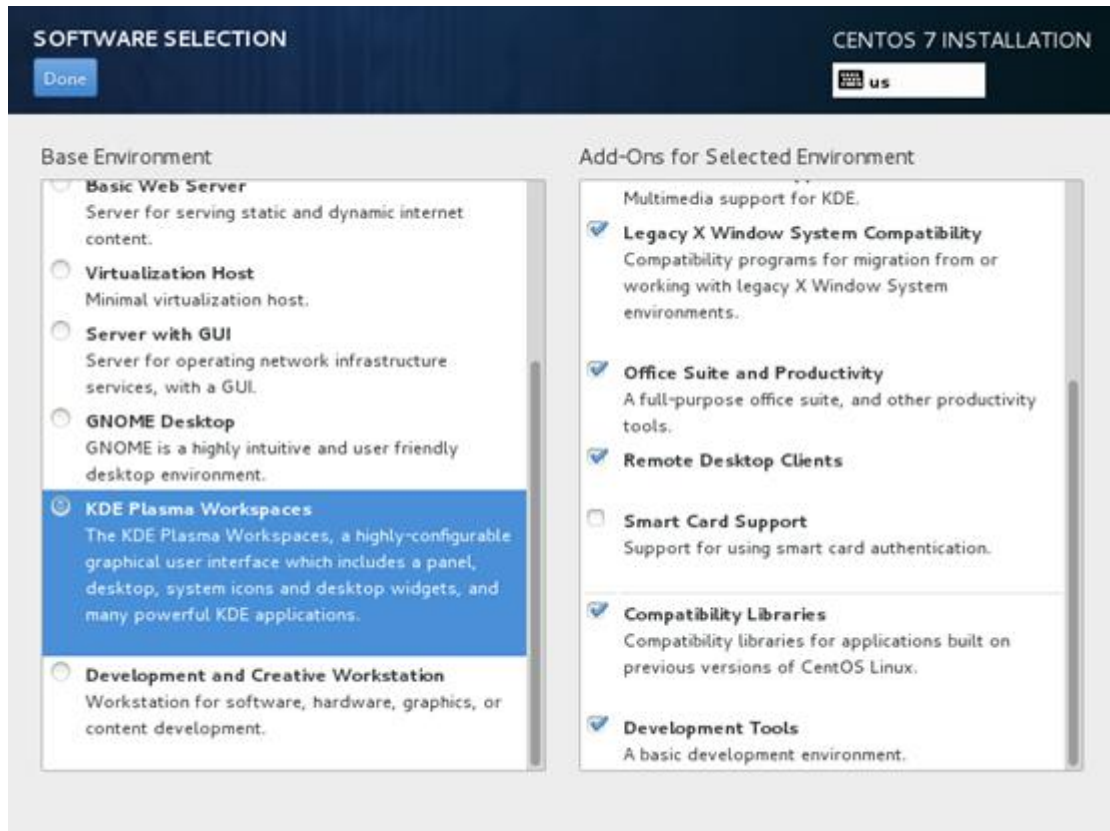 SOFTWARE SELECTION
CENTOS 7 INSTALLATION
Done
us
Base Environment
Basic Web Server
Server for serving static and dynamic internet
content.
Virtualization Host
Minimal virtualization host.
Server with GUI
Server for operating network infrastructure
services, with a GUI.
GNOME Desktop
GNOME is a highly intuitive and user friendly
desktop environment.
KDE Plasma Workspaces
The KDE Plasma Workspaces, a highly-configurable
graphical user interface which includes a panel,
desktop, system icons and desktop widgets, and
many powerful KDE applications.
Development and Creative Workstation
Workstation for software, hardware, graphics, or
content development.
Add-Ons for Selected Environment
Multimedia support for KDE.
Legacy X Window System Compatibility
Compatibility programs for migration from or
working with legacy X Window System
environments.
Office Suite and Productivity
A full-purpose office suite, and other productivity
tools.
Remote Desktop Clients
Smart Card Support
Support for using smart card authentication.
Compatibility Libraries
Compatibility libraries for applications built on
previous versions of CentOS Linux.
Development Tools
A basic development environment.